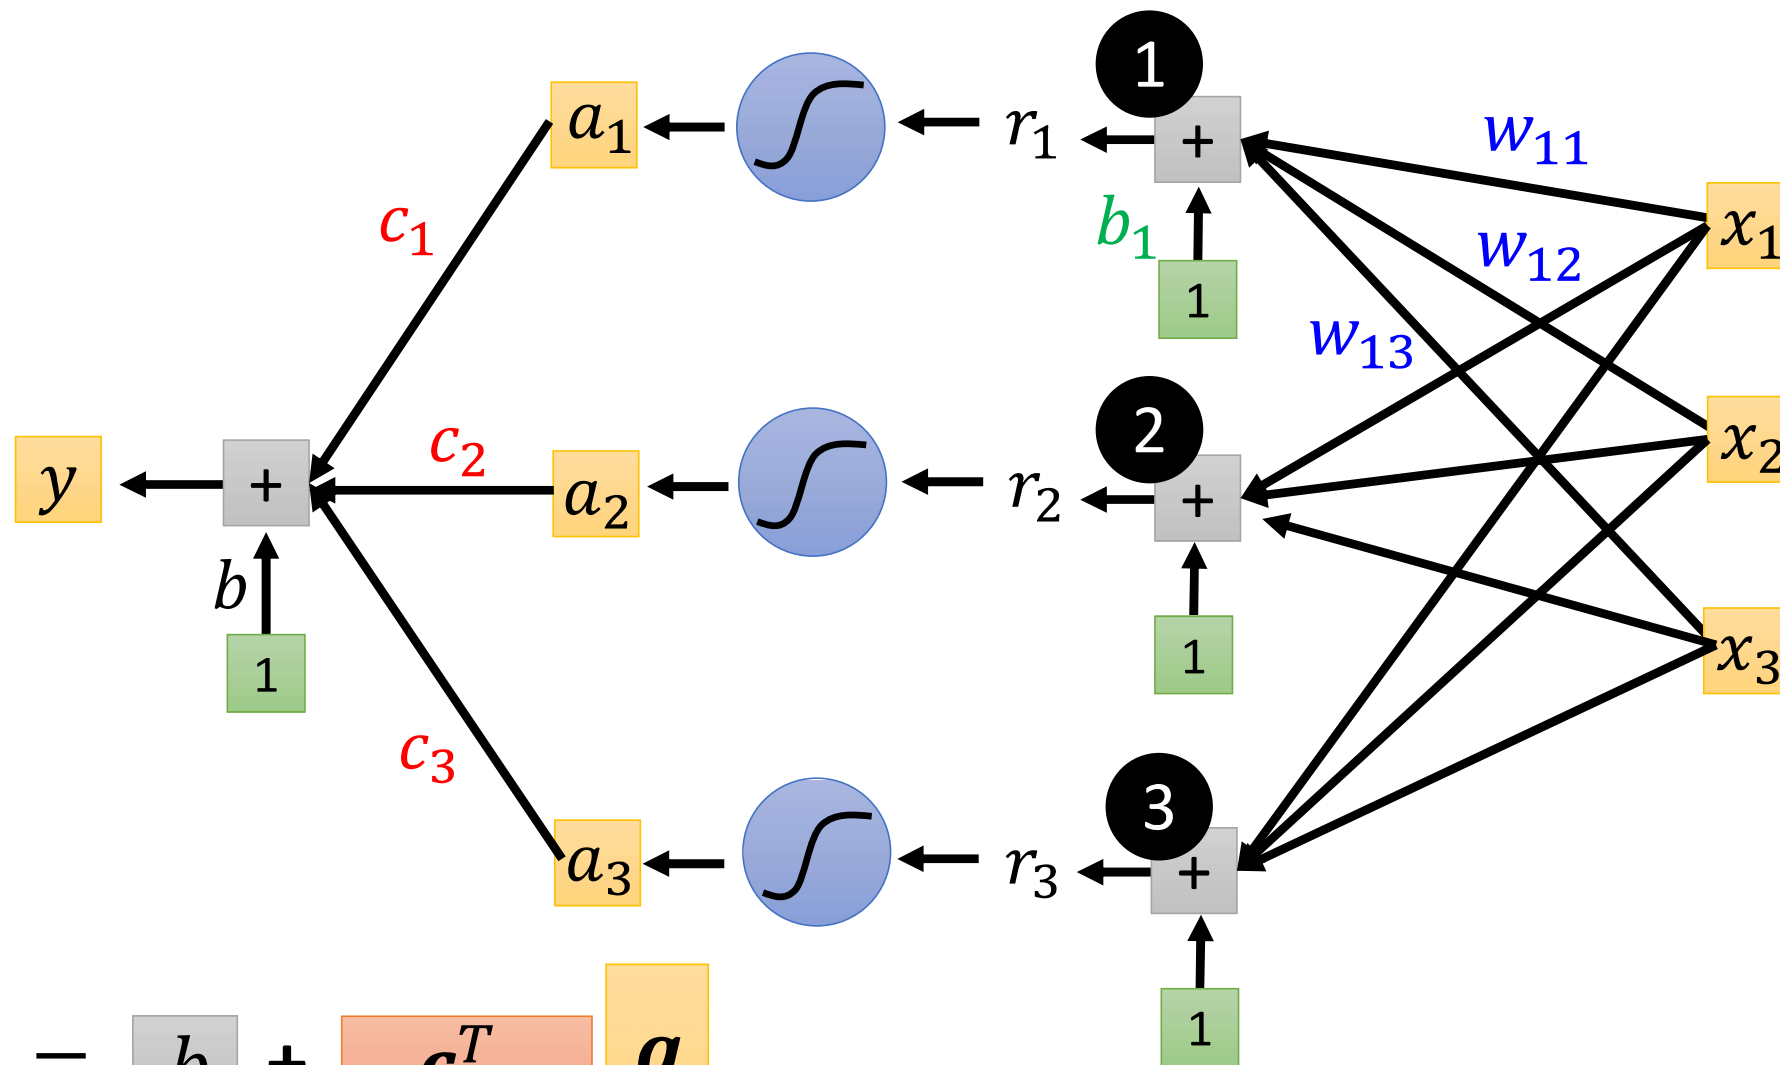 1
w₁₁
a₁
r₁
+
x₁
c₁
b₁
w₁₂
1
w₁₃
2
x₂
c₂
y
+
a₂
r₂
+
b
1
1
x₃
c₃
3
a₃
r₃
+
1
= b + cᵀ a